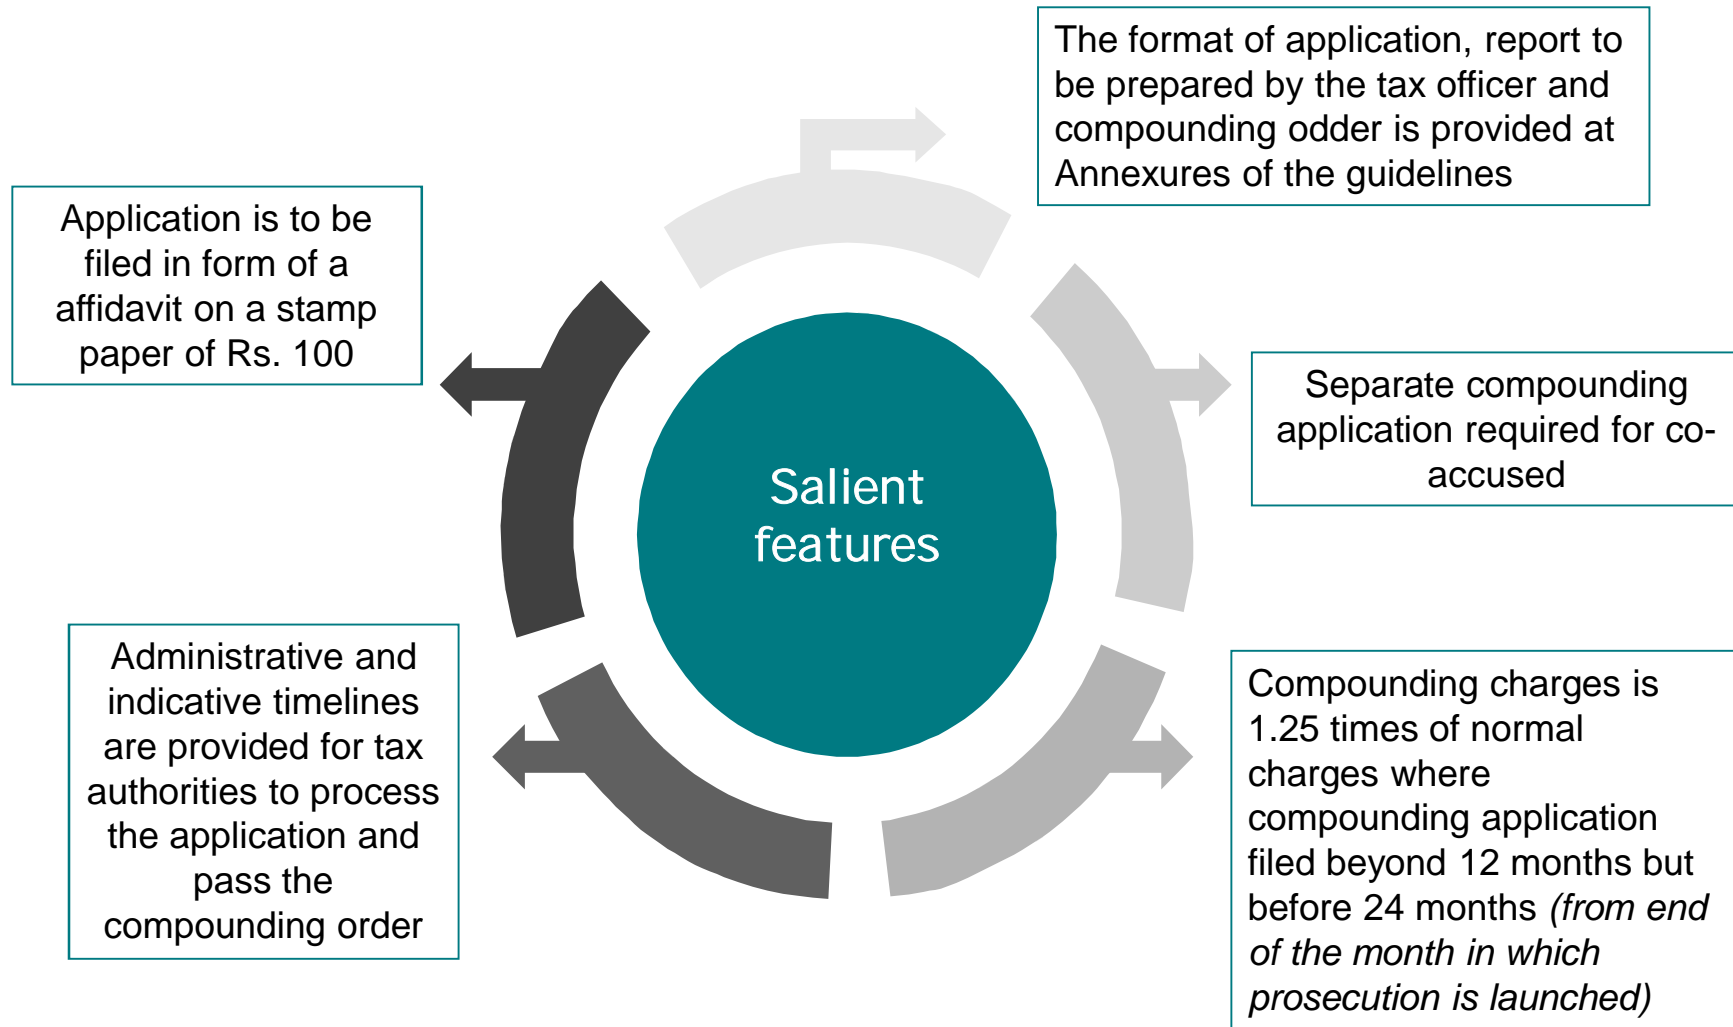 The format of application, report to
be prepared by the tax officer and
compounding odder is provided at
Annexures of the guidelines
Application is to be
filed in form of a
affidavit on a stamp
paper of Rs. 100
Separate compounding
application required for co-
accused
Salient
features
Administrative and
indicative timelines
are provided for tax
authorities to process
the application and
pass the
compounding order
Compounding charges is
1.25 times of normal
charges where
compounding application
filed beyond 12 months but
before 24 months (from end
of the month in which
prosecution is launched)